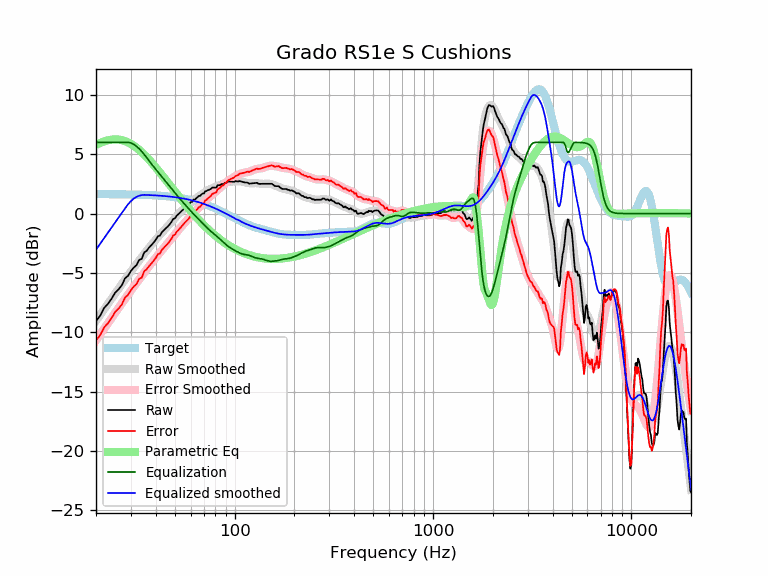 Grado RS1e S Cushions
Amplitude (dBr)
10
5
0
−5
−10
−15
−20
−25
Target
Raw Smoothed
Error Smoothed
Raw
Error
Parametric Eq
Equalization
Equalized smoothed
100
1000
10000
Frequency (Hz)